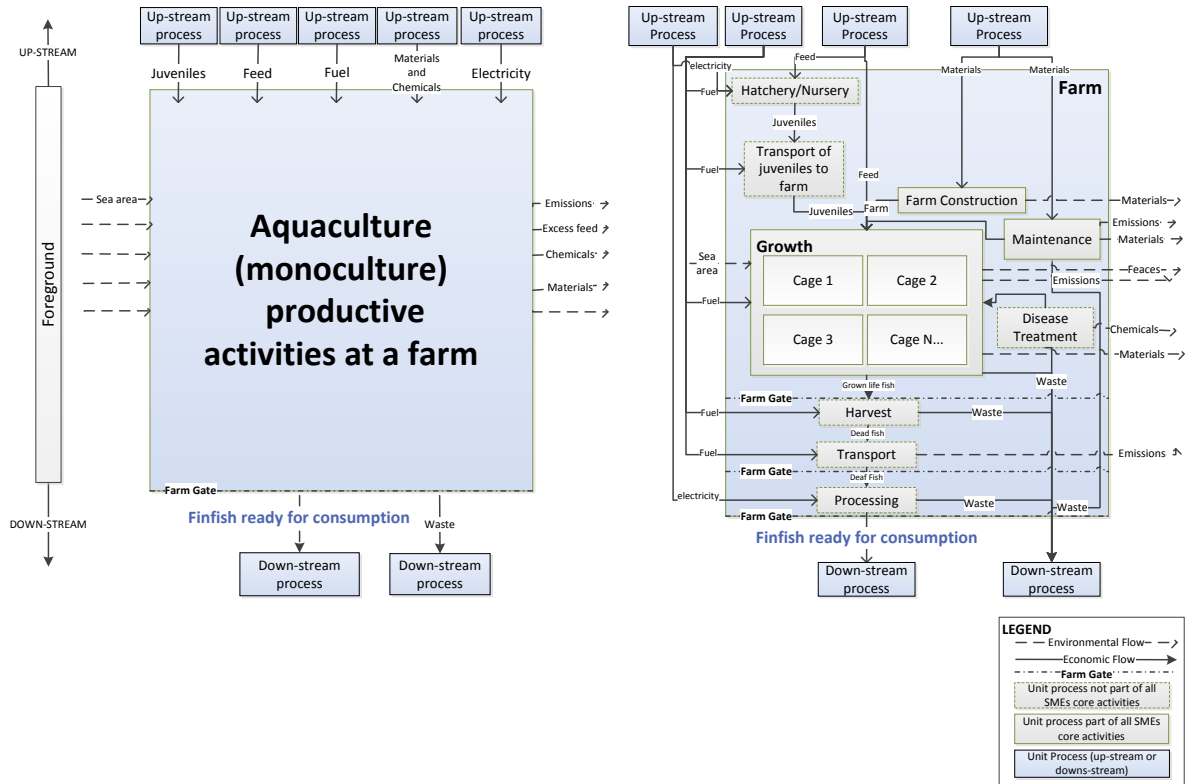 UP-STREAM
Foreground
DOWN-STREAM
Up-stream
process
Up-stream
process
Up-stream
process
Up-stream
process
Up-stream
process
Juveniles
Feed
Fuel
Materials
and
Chemicals
Electricity
Sea area
Aquaculture
(monoculture)
productive
activities at a farm
Emissions
Excess feed
Chemicals
Materials
Farm Gate
Finfish ready for consumption
Waste
Down-stream
process
Down-stream
process
Up-stream
Process
Up-stream
Process
Up-stream
Process
Up-stream
Process
electricity
Feed
Materials
Materials
Farm
Fuel
Hatchery/Nursery
Juveniles
Fuel
Transport of
juveniles to
farm
Feed
Juveniles
Farm
Farm Construction
Materials
Maintenance
Emissions
Materials
Growth
Sea
area
Cage 1
Cage 2
Feaces
Emissions
Fuel
Cage 3
Cage N...
Disease
Treatment
Chemicals
Materials
Waste
Grown life fish
Farm Gate
Fuel
Harvest
Waste
Dead fish
Fuel
Transport
Emissions
Farm Gate
Deaf Fish
electricity
Processing
Waste
Waste
Farm Gate
Finfish ready for consumption
Down-stream
process
Down-stream
process
LEGEND
Environmental Flow
Economic Flow
Farm Gate
Unit process not part of all
SMEs core activities
Unit process part of all SMEs
core activities
Unit Process (up-stream or
downs-stream)